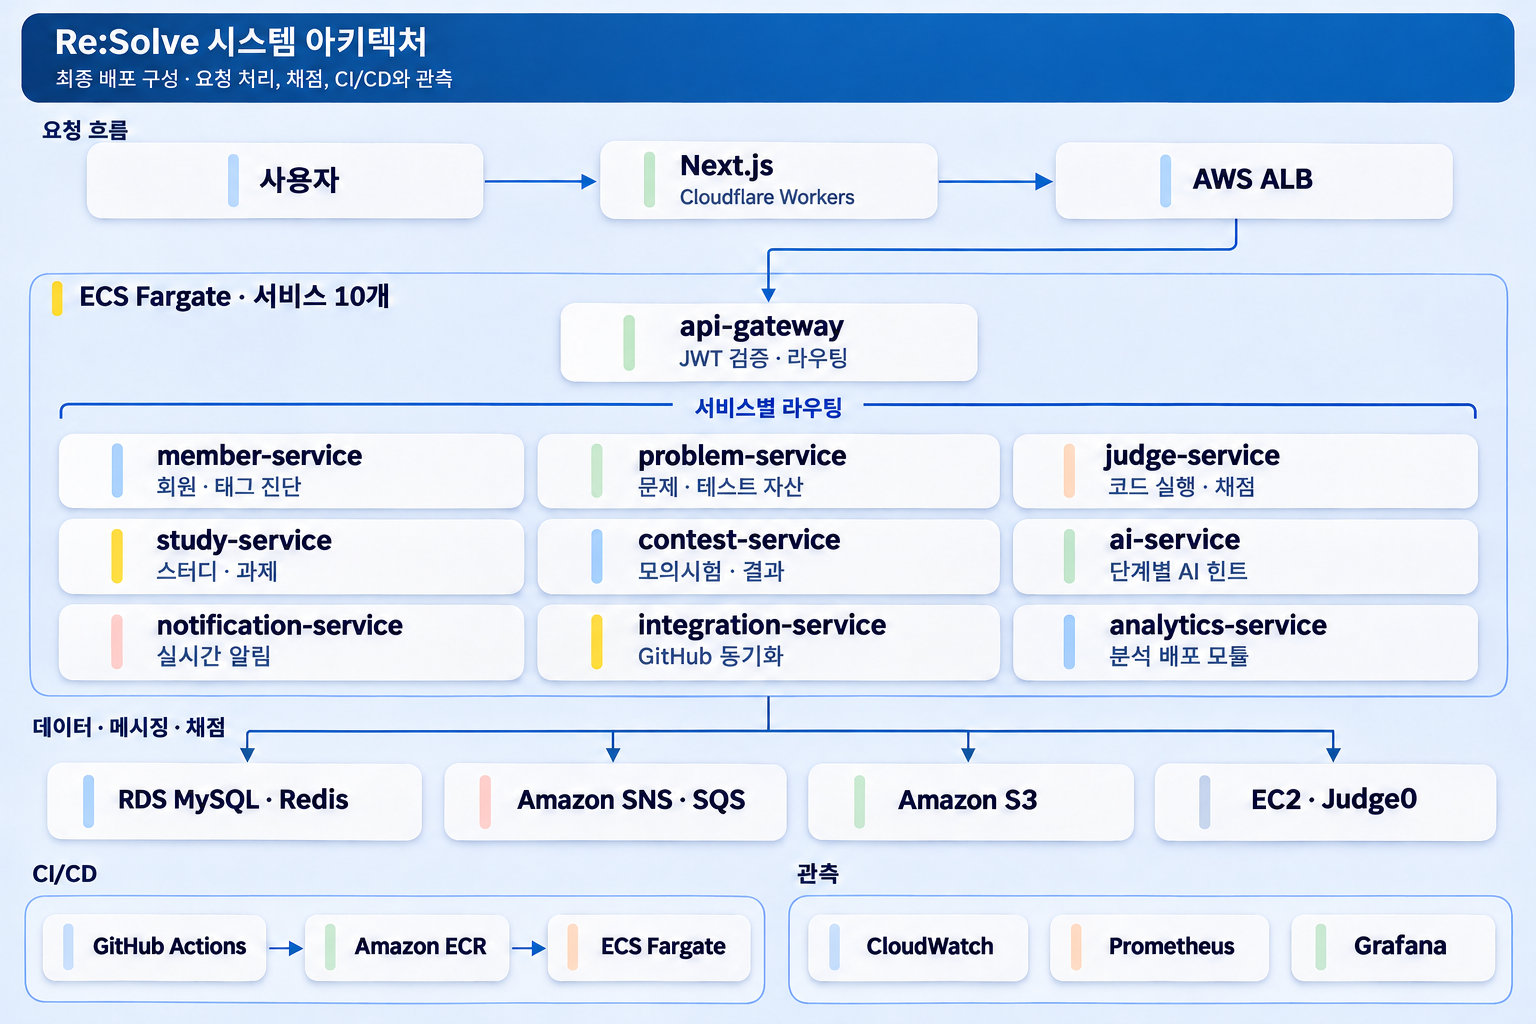 Re:Solve 시스템 아키텍처
최종 배포 구성 · 요청 처리, 채점, CI/CD와 관측
요청 흐름
사용자
Next.js
Cloudflare Workers
AWS ALB
ECS Fargate · 서비스 10개
api-gateway
JWT 검증 · 라우팅
서비스별 라우팅
member-service
회원 · 태그 진단
problem-service
문제 · 테스트 자산
judge-service
코드 실행 · 채점
study-service
스터디 · 과제
contest-service
모의시험 · 결과
ai-service
단계별 AI 힌트
notification-service
실시간 알림
integration-service
GitHub 동기화
analytics-service
분석 배포 모듈
데이터 · 메시징 · 채점
RDS MySQL · Redis
Amazon SNS · SQS
Amazon S3
EC2 · Judge0
CI/CD
GitHub Actions
Amazon ECR
ECS Fargate
관측
CloudWatch
Prometheus
Grafana